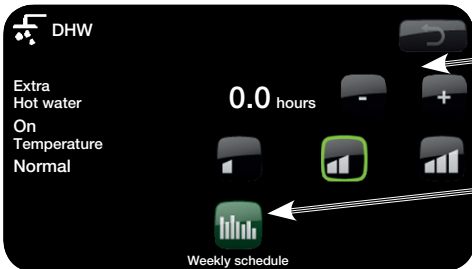 DHW
Extra
Hot water
0.0 hours
-
+
On
Temperature
Normal
Weekly schedule